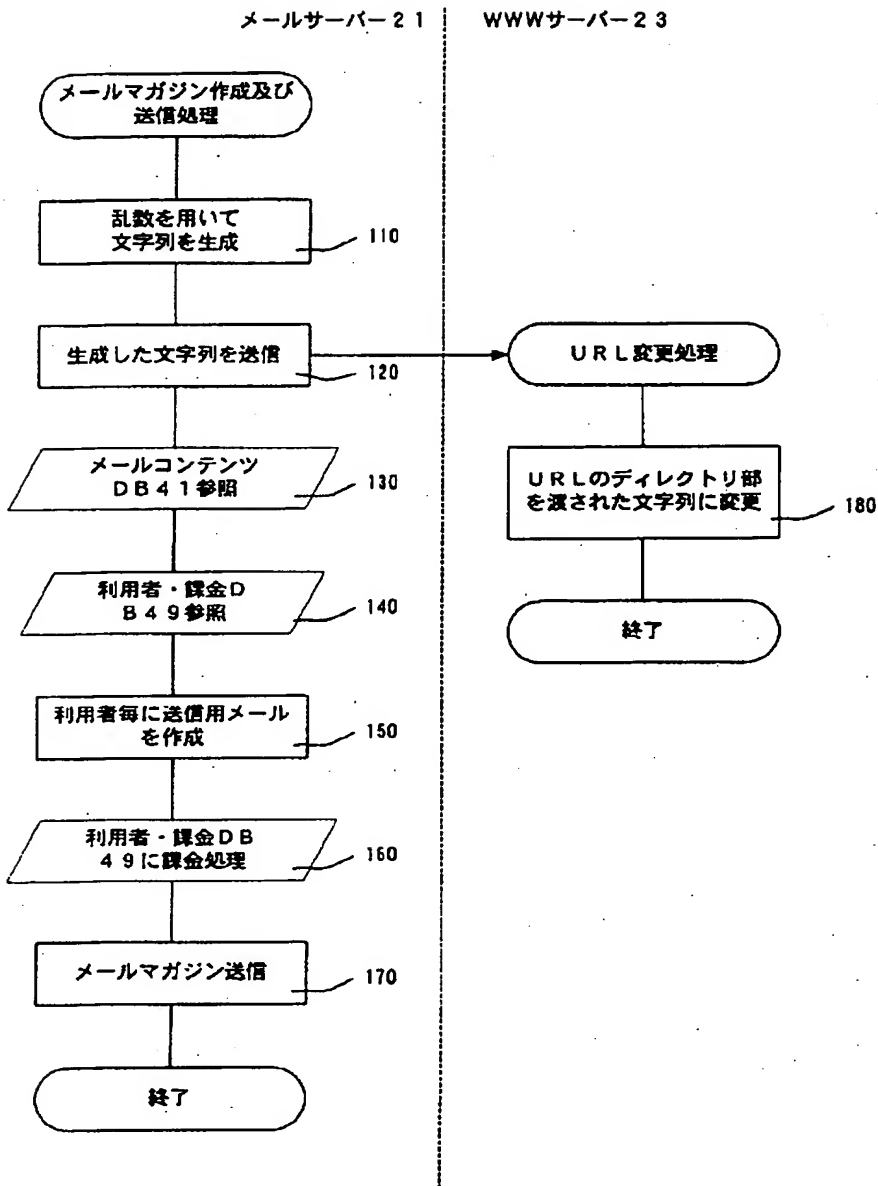 メールサーバー21
WWWサーバー23
メールマガジン作成及び
送信処理
乱数を用いて
文字列を生成
110
生成した文字列を送信
120
メールコンテンツ
DB41参照
130
利用者・課金D
B49参照
140
利用者毎に送信用メール
を作成
150
利用者・課金DB
49に課金処理
160
メールマガジン送信
170
終了
URL変更処理
URLのディレクトリ部
を渡された文字列に変更
180
終了